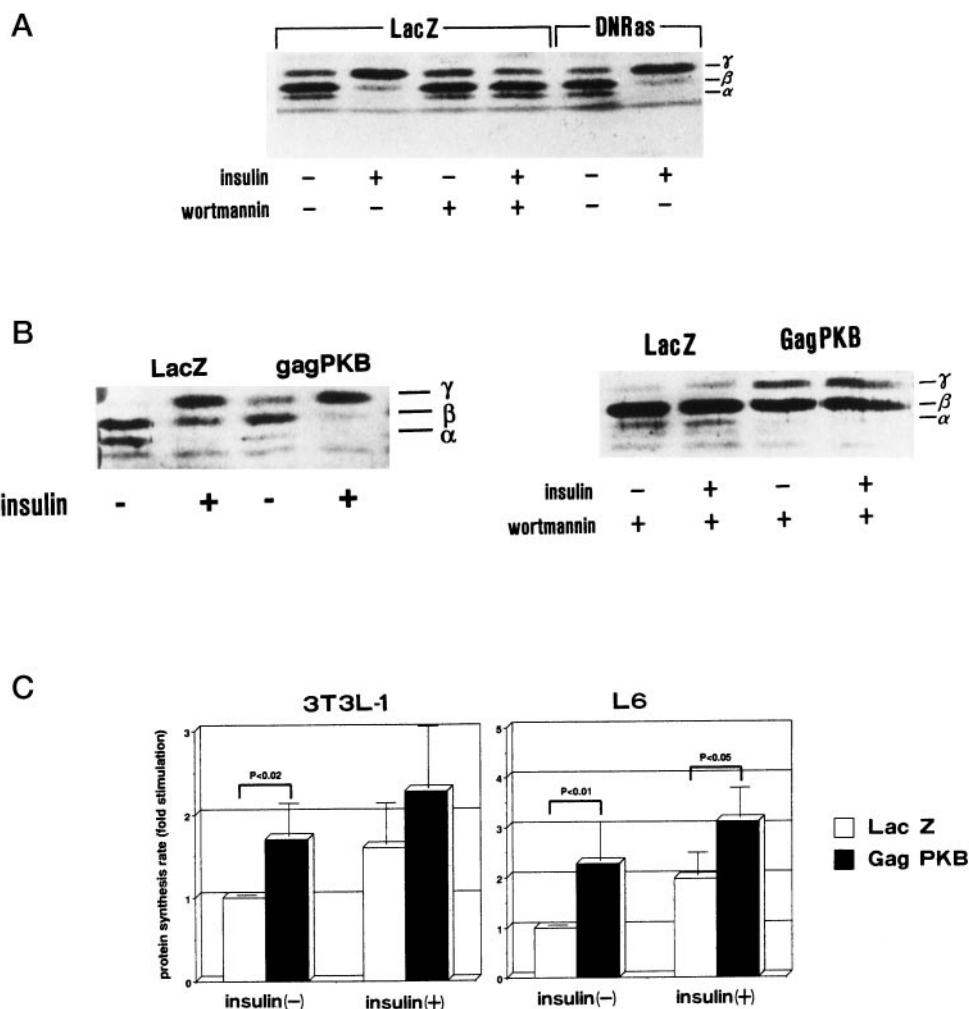 A
LacZ DNRas
γ
β
α
insulin − + − + − +
wortmannin − − + + − −
B
LacZ gagPKB
γ
β
α
insulin - + - +
LacZ GagPKB
γ
β
α
insulin − + − +
wortmannin + + + +
C
3T3L-1
protein synthesis rate (fold stimulation)
3
2
1
0
P<0.02
insulin(−) insulin(+)
L6
5
4
3
2
1
0
P<0.01
P<0.05
insulin(−) insulin(+)
Lac Z
Gag PKB